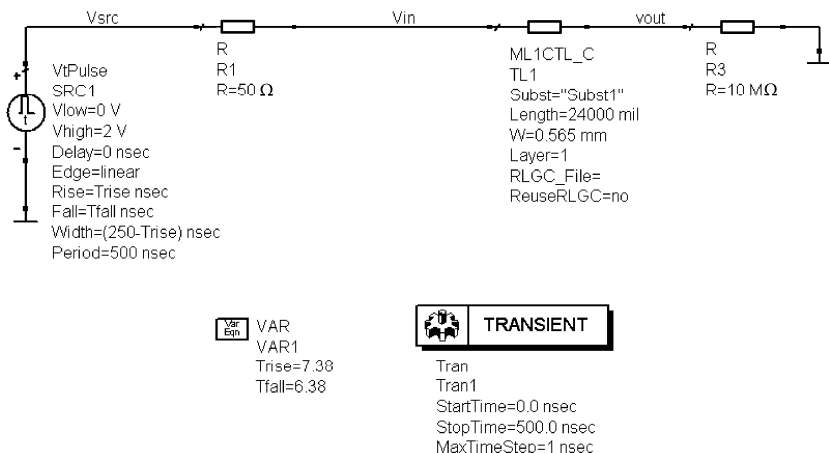 Vsrc
Vin
vout
VtPulse
SRC1
Vlow=0 V
Vhigh=2 V
Delay=0 nsec
Edge=linear
Rise=Trise nsec
Fall=Tfall nsec
Width=(250-Trise) nsec
Period=500 nsec
+
t
-
R
R1
R=50 Ω
ML1CTL_C
TL1
Subst="Subst1"
Length=24000 mil
W=0.565 mm
Layer=1
RLGC_File=
ReuseRLGC=no
R
R3
R=10 MΩ
Var
Eqn
VAR
VAR1
Trise=7.38
Tfall=6.38
TRANSIENT
Tran
Tran1
StartTime=0.0 nsec
StopTime=500.0 nsec
MaxTimeStep=1 nsec